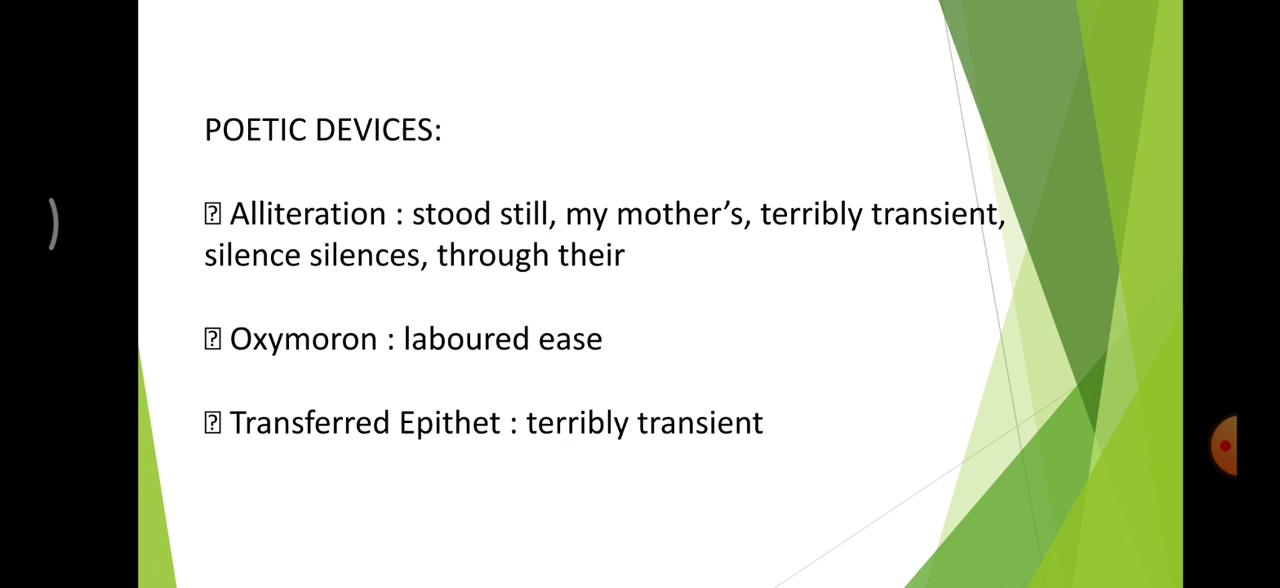 POETIC DEVICES:
⍰ Alliteration : stood still, my mother’s, terribly transient,
silence silences, through their
⍰ Oxymoron : laboured ease
⍰ Transferred Epithet : terribly transient